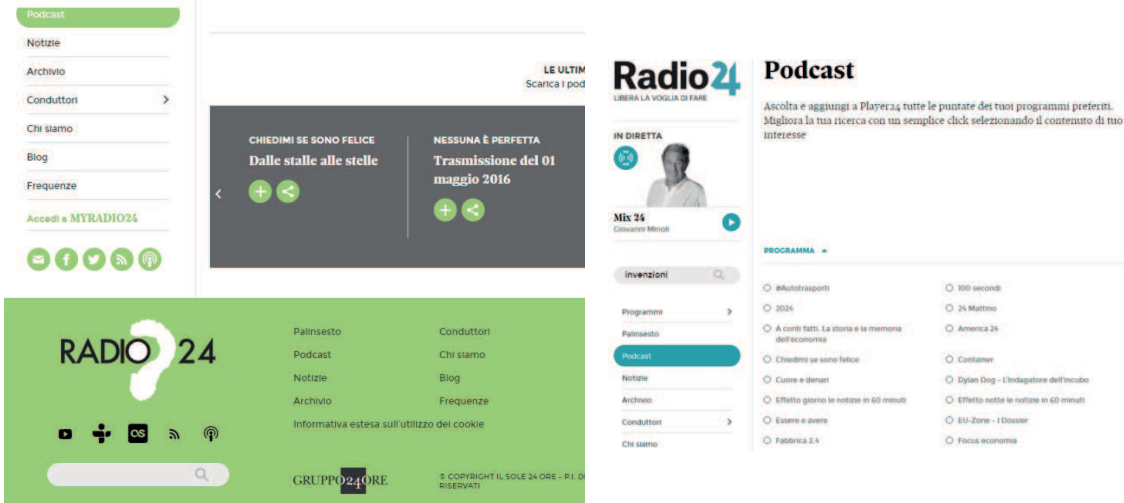 Podcast
Notizie
Archivio
Conduttori
Chi siamo
Blog
Frequenze
Accedi a MYRADIO24
LE ULTIM
Scarica i pod
CHIEDIMI SE SONO FELICE
Dalle stalle alle stelle
NESSUNA È PERFETTA
Trasmissione del 01
maggio 2016
RADIO 24
Palinsesto
Podcast
Notizie
Archivio
Conduttori
Chi siamo
Blog
Frequenze
Informativa estesa sull'utilizzo dei cookie
GRUPPO24ORE
© COPYRIGHT IL SOLE 24 ORE - P.I. 00
RISERVATI
Radio24
LIBERA LA VOGLIA DI FARE
IN DIRETTA
Mix 24
Giovanni Minoli
invenzioni
Programmi
Palinsesto
Podcast
Notizie
Archivio
Conduttori
Chi siamo
Podcast
Ascolta e aggiungi a Player24 tutte le puntate dei tuoi programmi preferiti.
Migliora la tua ricerca con un semplice click selezionando il contenuto di tuo
interesse
PROGRAMMA
#Autotrasporti
2024
A conti fatti. La storia e la memoria
dell'economia
Chiedimi se sono felice
Cuore e denari
Effetto giorno le notizie in 60 minuti
Essere e avere
Fabbrica 2.4
100 secondi
24 Mattino
America 24
Container
Dylan Dog - L'indagatore dell'incubo
Effetto notte le notizie in 60 minuti
EU-Zone - I Dossier
Focus economia